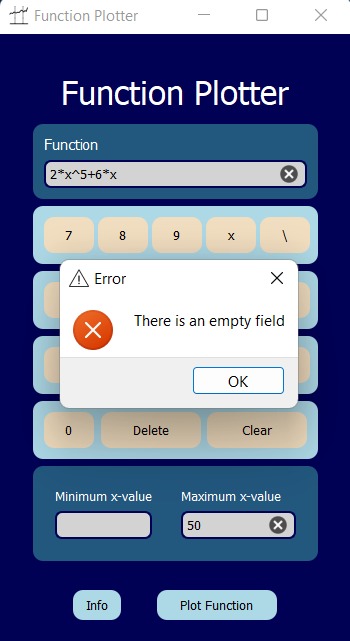 Function Plotter
Function Plotter
Function
2*x^5+6*x
7 8 9 x \
Error
There is an empty field
OK
0 Delete Clear
Minimum x-value Maximum x-value
50
Info Plot Function